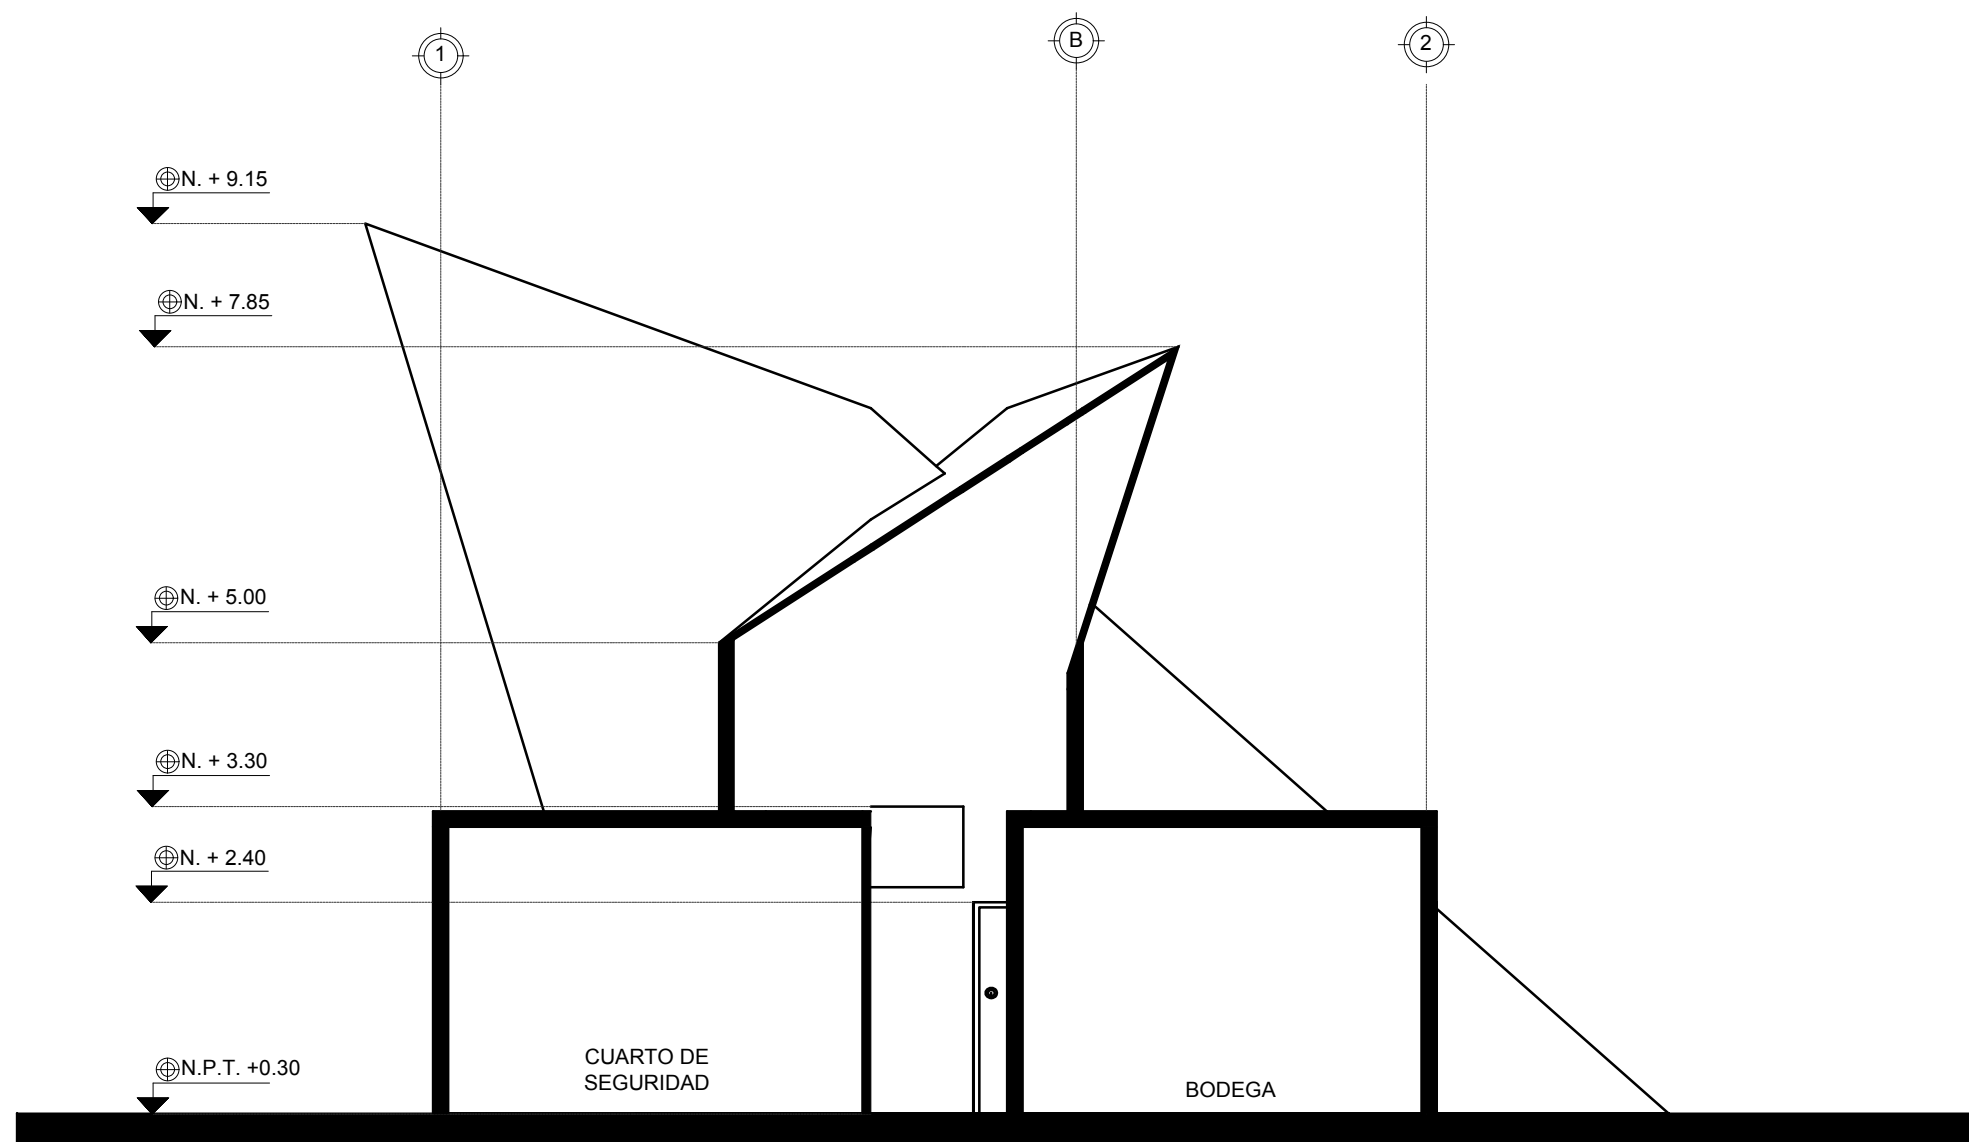 1
B
2
N. + 9.15
N. + 7.85
N. + 5.00
N. + 3.30
N. + 2.40
N.P.T. +0.30
CUARTO DE
SEGURIDAD
BODEGA